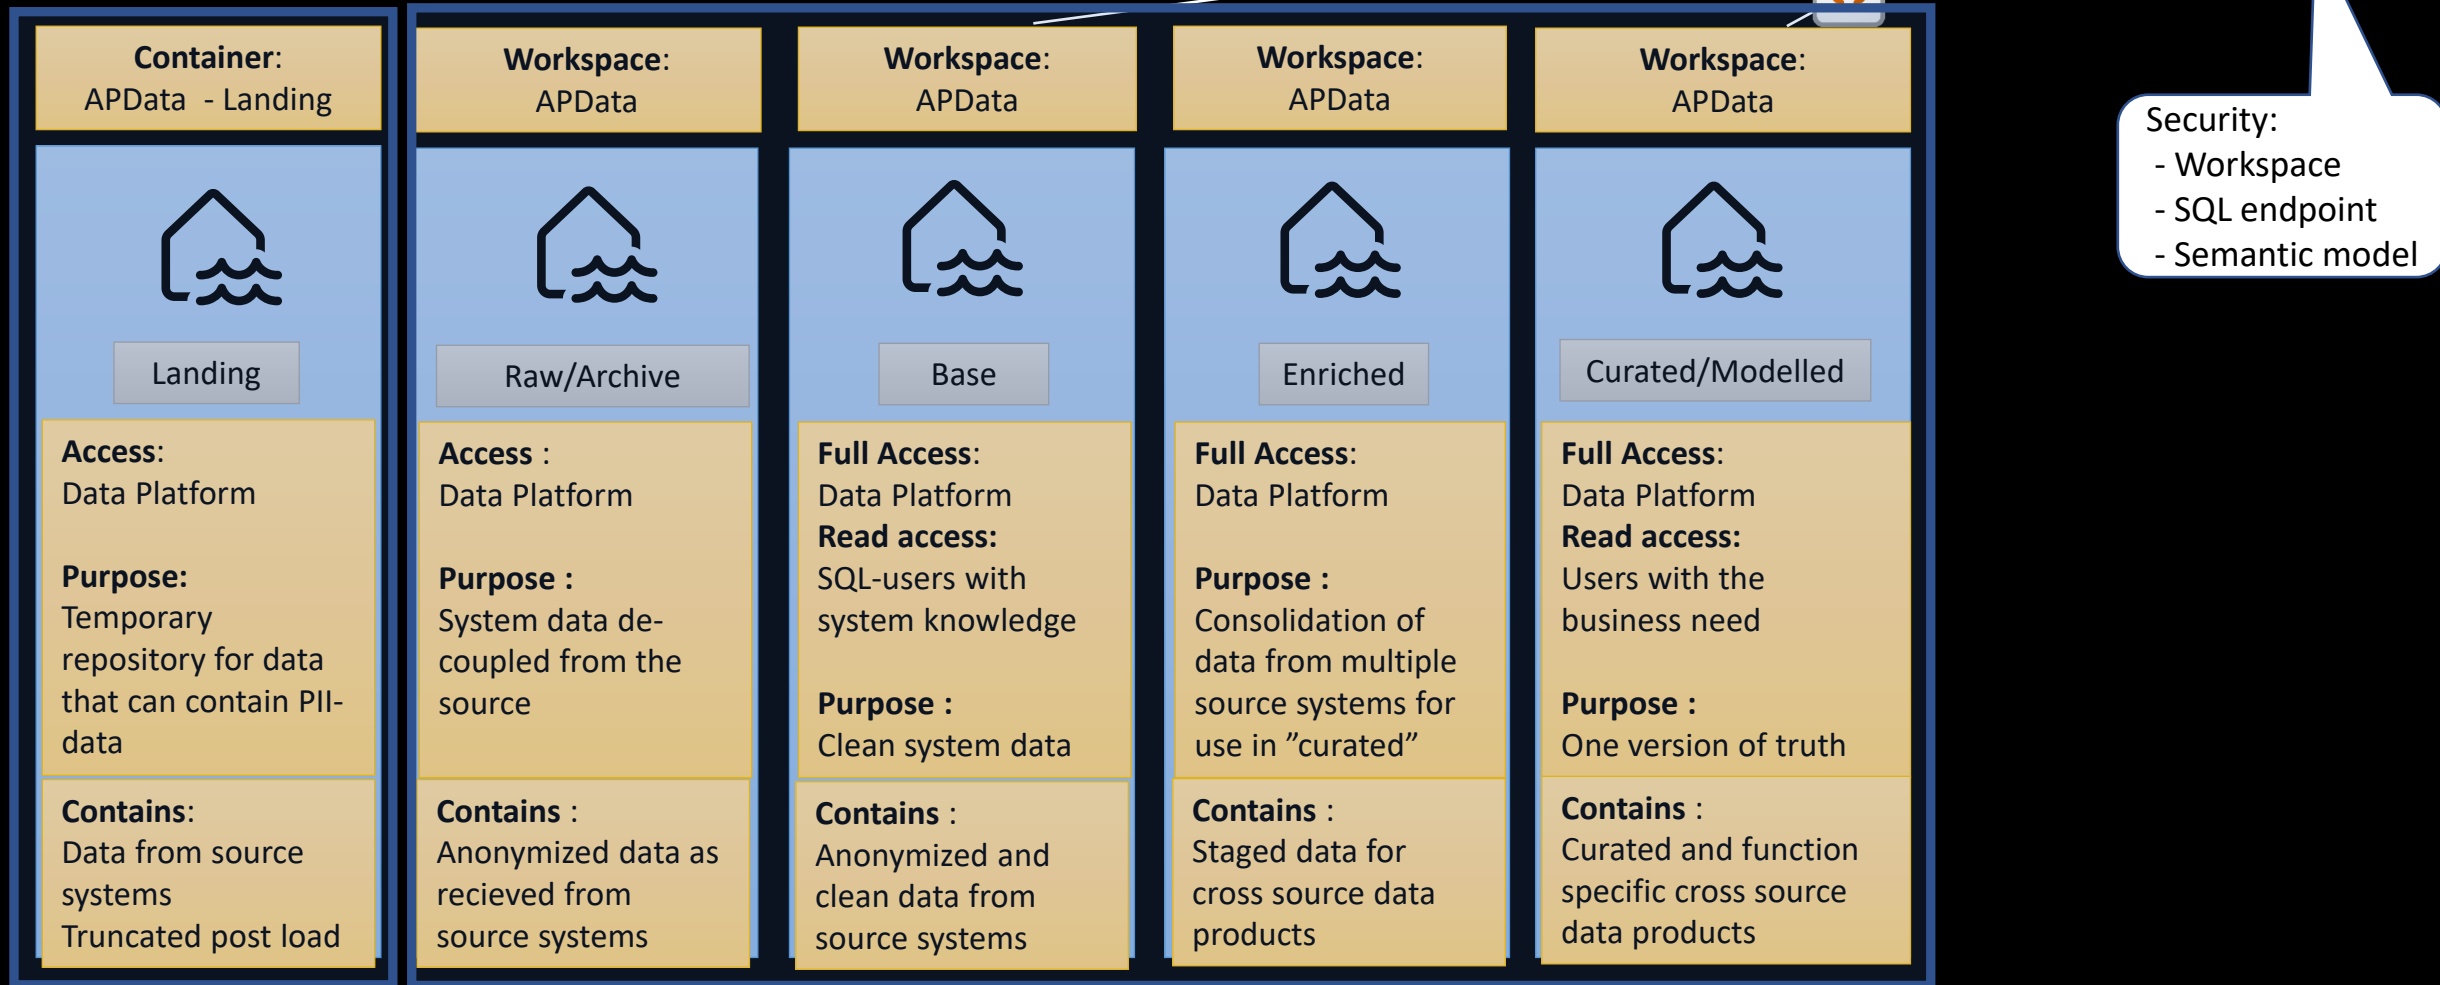 Container:
APData - Landing
Landing
Access:
Data Platform
Purpose:
Temporary
repository for data
that can contain PII-
data
Contains:
Data from source
systems
Truncated post load
Workspace:
APData
Raw/Archive
Access :
Data Platform
Purpose :
System data de-
coupled from the
source
Contains :
Anonymized data as
recieved from
source systems
Workspace:
APData
Base
Full Access:
Data Platform
Read access:
SQL-users with
system knowledge
Purpose :
Clean system data
Contains :
Anonymized and
clean data from
source systems
Workspace:
APData
Enriched
Full Access:
Data Platform
Purpose :
Consolidation of
data from multiple
source systems for
use in ”curated”
Contains :
Staged data for
cross source data
products
Workspace:
APData
Curated/Modelled
Full Access:
Data Platform
Read access:
Users with the
business need
Purpose :
One version of truth
Contains :
Curated and function
specific cross source
data products
Security:
- Workspace
- SQL endpoint
- Semantic model